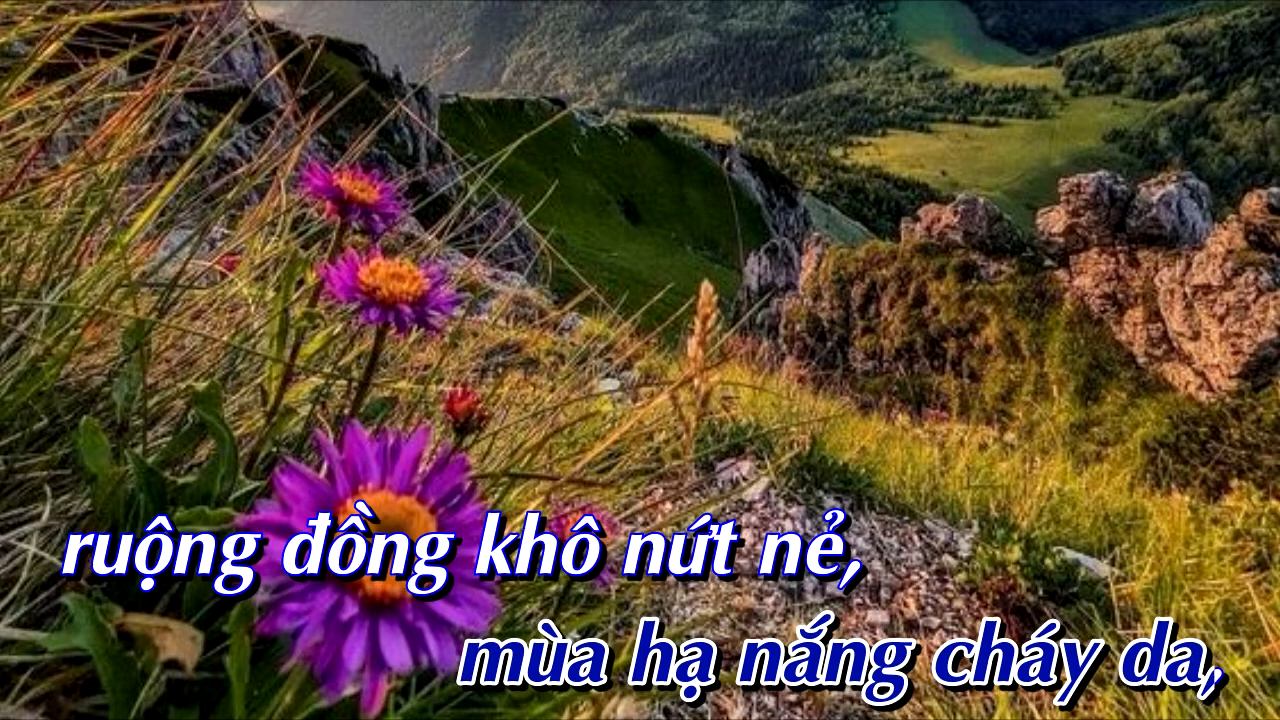 ruộng đồng khô nứt nẻ,
mùa hạ nắng cháy da,